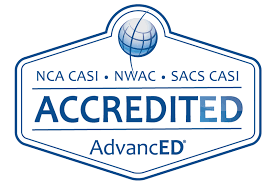 NCA CASI • NWAC • SACS CASI
ACCREDITED
AdvancED®